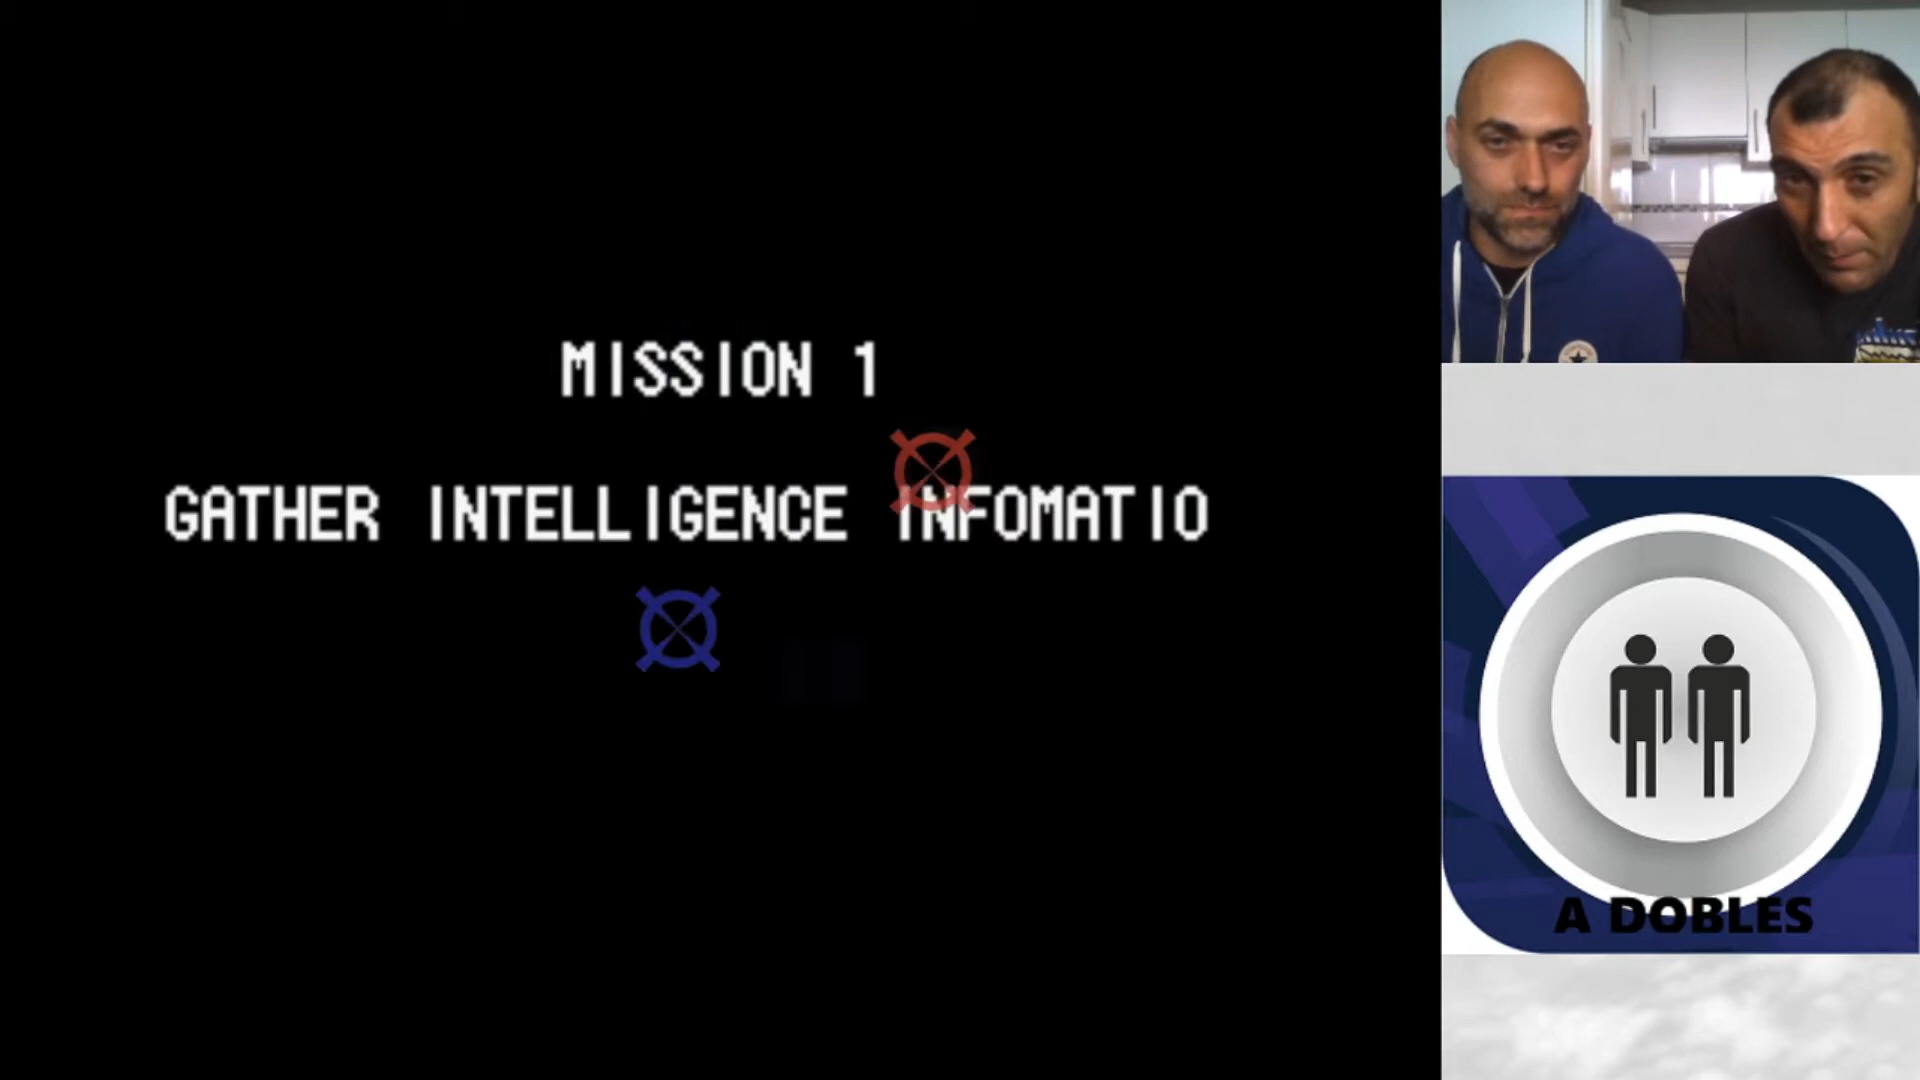 MISSION 1
GATHER INTELLIGENCE INFOMATIO
A DOBLES